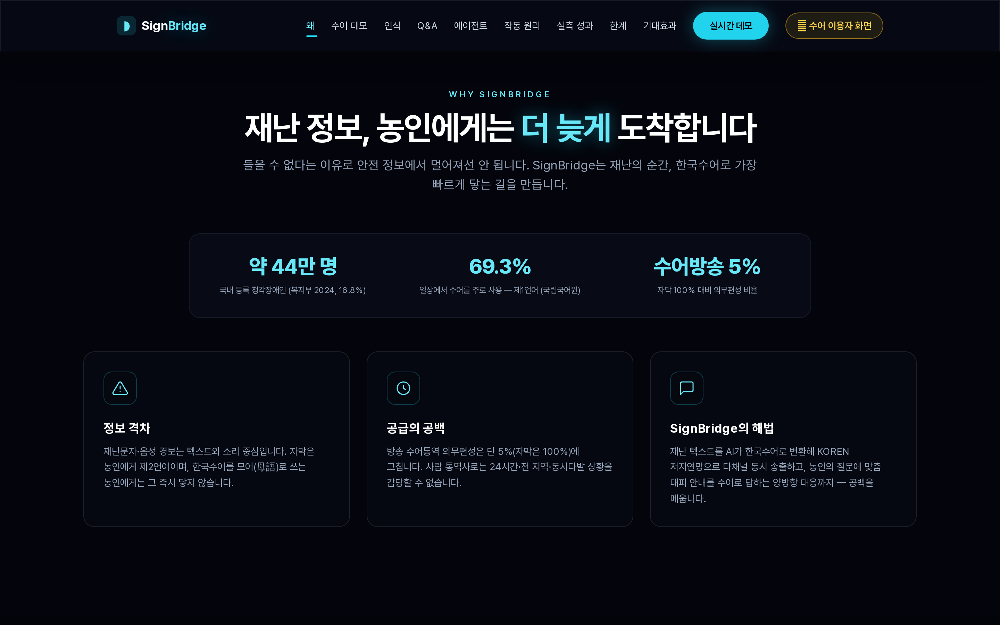 SignBridge
왜
수어 데모
인식
Q&A
에이전트
작동 원리
실측 성과
한계
기대효과
실시간 데모
수어 이용자 화면
WHY SIGNBRIDGE
재난 정보, 농인에게는 더 늦게 도착합니다
들을 수 없다는 이유로 안전 정보에서 멀어져선 안 됩니다. SignBridge는 재난의 순간, 한국수어로 가장
빠르게 닿는 길을 만듭니다.
약 44만 명
국내 등록 청각장애인 (복지부 2024, 16.8%)
69.3%
일상에서 수어를 주로 사용 — 제1언어 (국립국어원)
수어방송 5%
자막 100% 대비 의무편성 비율
정보 격차
재난문자·음성 경보는 텍스트와 소리 중심입니다. 자막은
농인에게 제2언어이며, 한국수어를 모어(母語)로 쓰는
농인에게는 그 즉시 닿지 않습니다.
공급의 공백
방송 수어통역 의무편성은 단 5%(자막은 100%)에
그칩니다. 사람 통역사로는 24시간·전 지역·동시다발 상황을
감당할 수 없습니다.
SignBridge의 해법
재난 텍스트를 AI가 한국수어로 변환해 KOREN
저지연망으로 다채널 동시 송출하고, 농인의 질문에 맞춤
대피 안내를 수어로 답하는 양방향 대응까지 — 공백을
메웁니다.